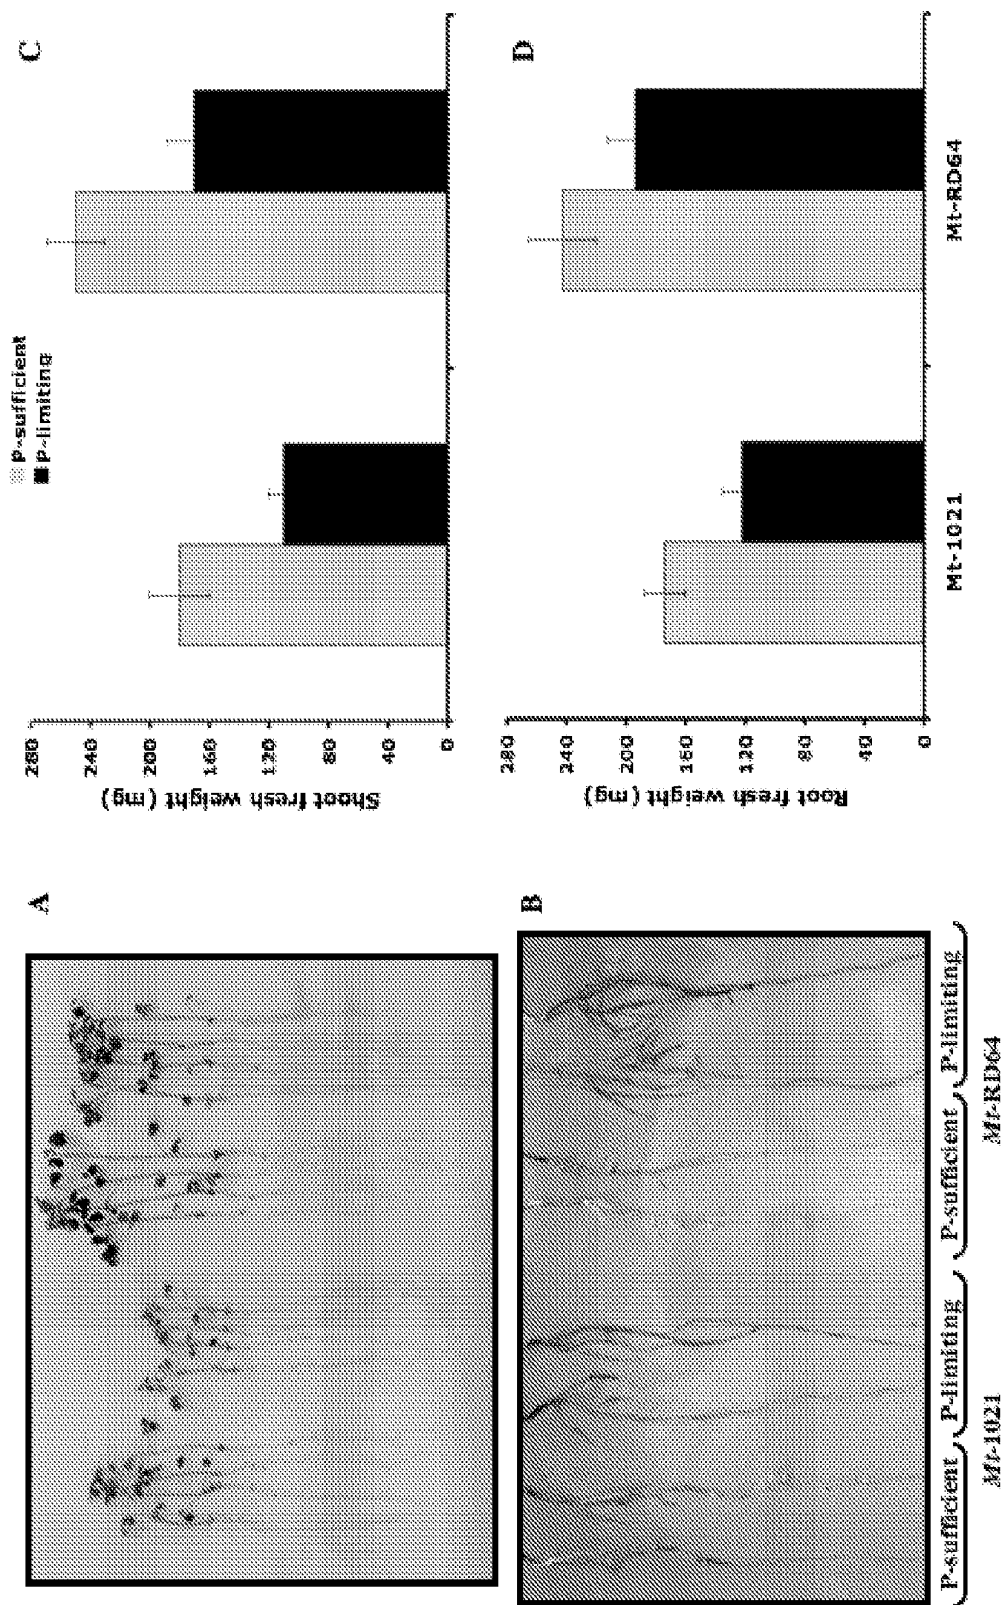 A
B
P-sufficient
P-limiting
P-sufficient
P-limiting
Mt-1021
Mt-RD64
C
P-sufficient
P-limiting
Shoot fresh weight (mg)
280
240
200
160
120
80
40
0
D
Root fresh weight (mg)
280
240
200
160
120
80
40
0
Mt-1021
Mt-RD64